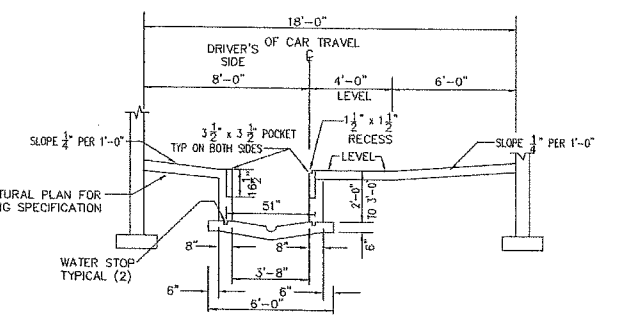 18'-0"
DRIVER'S OF CAR TRAVEL
SIDE
℄
8'-0" 4'-0" 6'-0"
LEVEL
3 1/2" x 3 1/2" POCKET
TYP ON BOTH SIDES
1 1/2" x 1 1/2"
RECESS
SLOPE 1/4" PER 1'-0"
LEVEL
SLOPE 1/4" PER 1'-0"
TURAL PLAN FOR
NG SPECIFICATION
16 1/2"
51"
2'-0"
TO 3'-0"
8" 8" 6"
WATER STOP
TYPICAL (2)
3'-8"
6" 6"
6'-0"